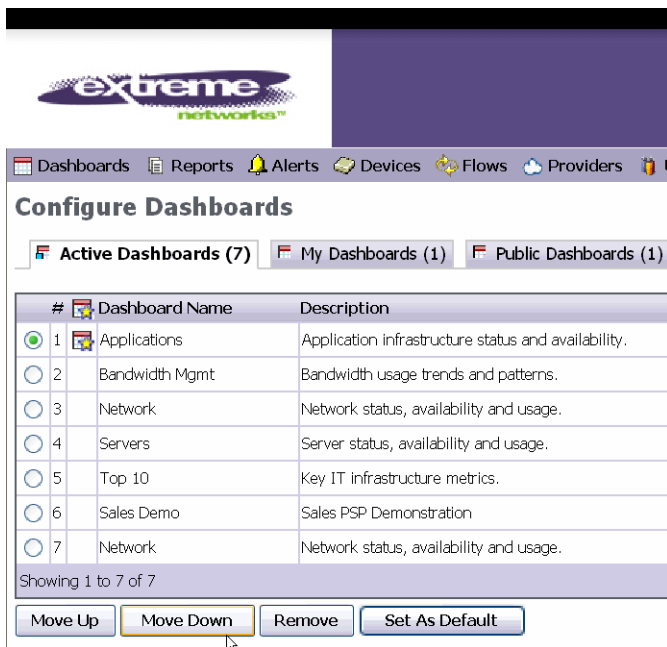 extreme
networks™
Dashboards Reports Alerts Devices Flows Providers
Configure Dashboards
Active Dashboards (7) My Dashboards (1) Public Dashboards (1)
# Dashboard Name Description
1 Applications Application infrastructure status and availability.
2 Bandwidth Mgmt Bandwidth usage trends and patterns.
3 Network Network status, availability and usage.
4 Servers Server status, availability and usage.
5 Top 10 Key IT infrastructure metrics.
6 Sales Demo Sales PSP Demonstration
7 Network Network status, availability and usage.
Showing 1 to 7 of 7
Move Up Move Down Remove Set As Default